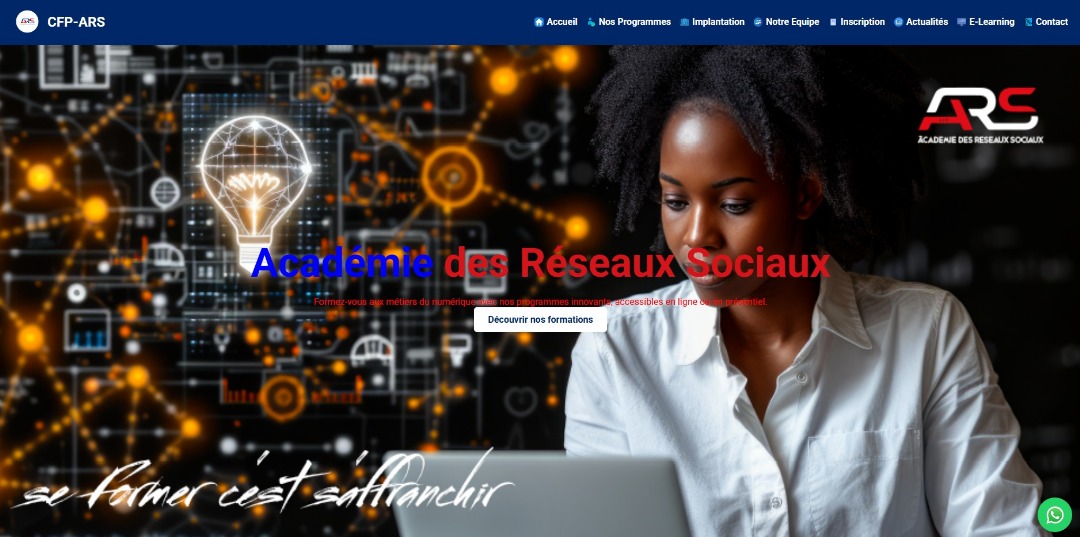 ARS
CFP-ARS
Accueil
Nos Programmes
Implantation
Notre Equipe
Inscription
Actualités
E-Learning
Contact
ARS
ACADEMIE DES RESEAUX SOCIAUX
Académie des Réseaux Sociaux
Formez-vous aux métiers du numérique avec nos programmes innovants, accessibles en ligne ou en présentiel.
Découvrir nos formations
se former c'est s'affranchir